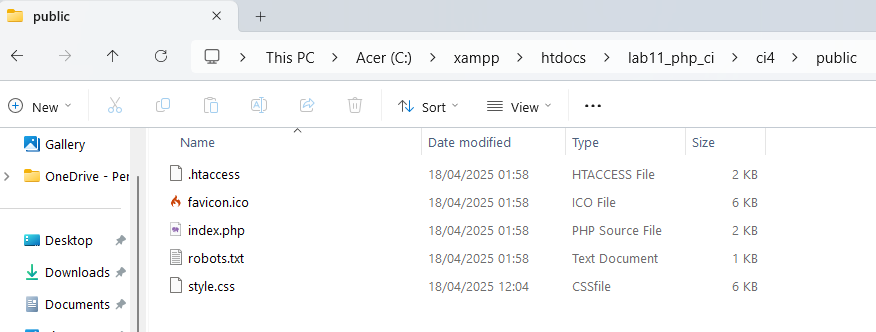 public
This PC > Acer (C:) > xampp > htdocs > lab11_php_ci > ci4 > public
New Sort View
Name Date modified Type Size
Gallery
OneDrive - Per
Desktop
Downloads
Documents
.htaccess 18/04/2025 01:58 HTACCESS File 2 KB
favicon.ico 18/04/2025 01:58 ICO File 6 KB
index.php 18/04/2025 01:58 PHP Source File 2 KB
robots.txt 18/04/2025 01:58 Text Document 1 KB
style.css 18/04/2025 12:04 CSSfile 6 KB